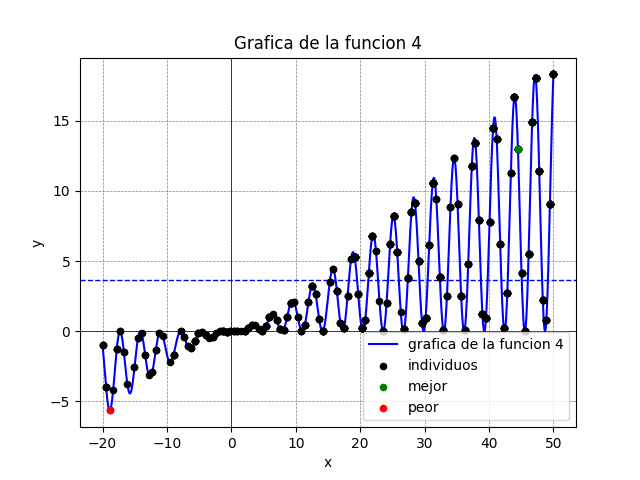 Grafica de la funcion 4
y
15
10
5
0
−5
−20
−10
0
10
20
30
40
50
x
grafica de la funcion 4
individuos
mejor
peor